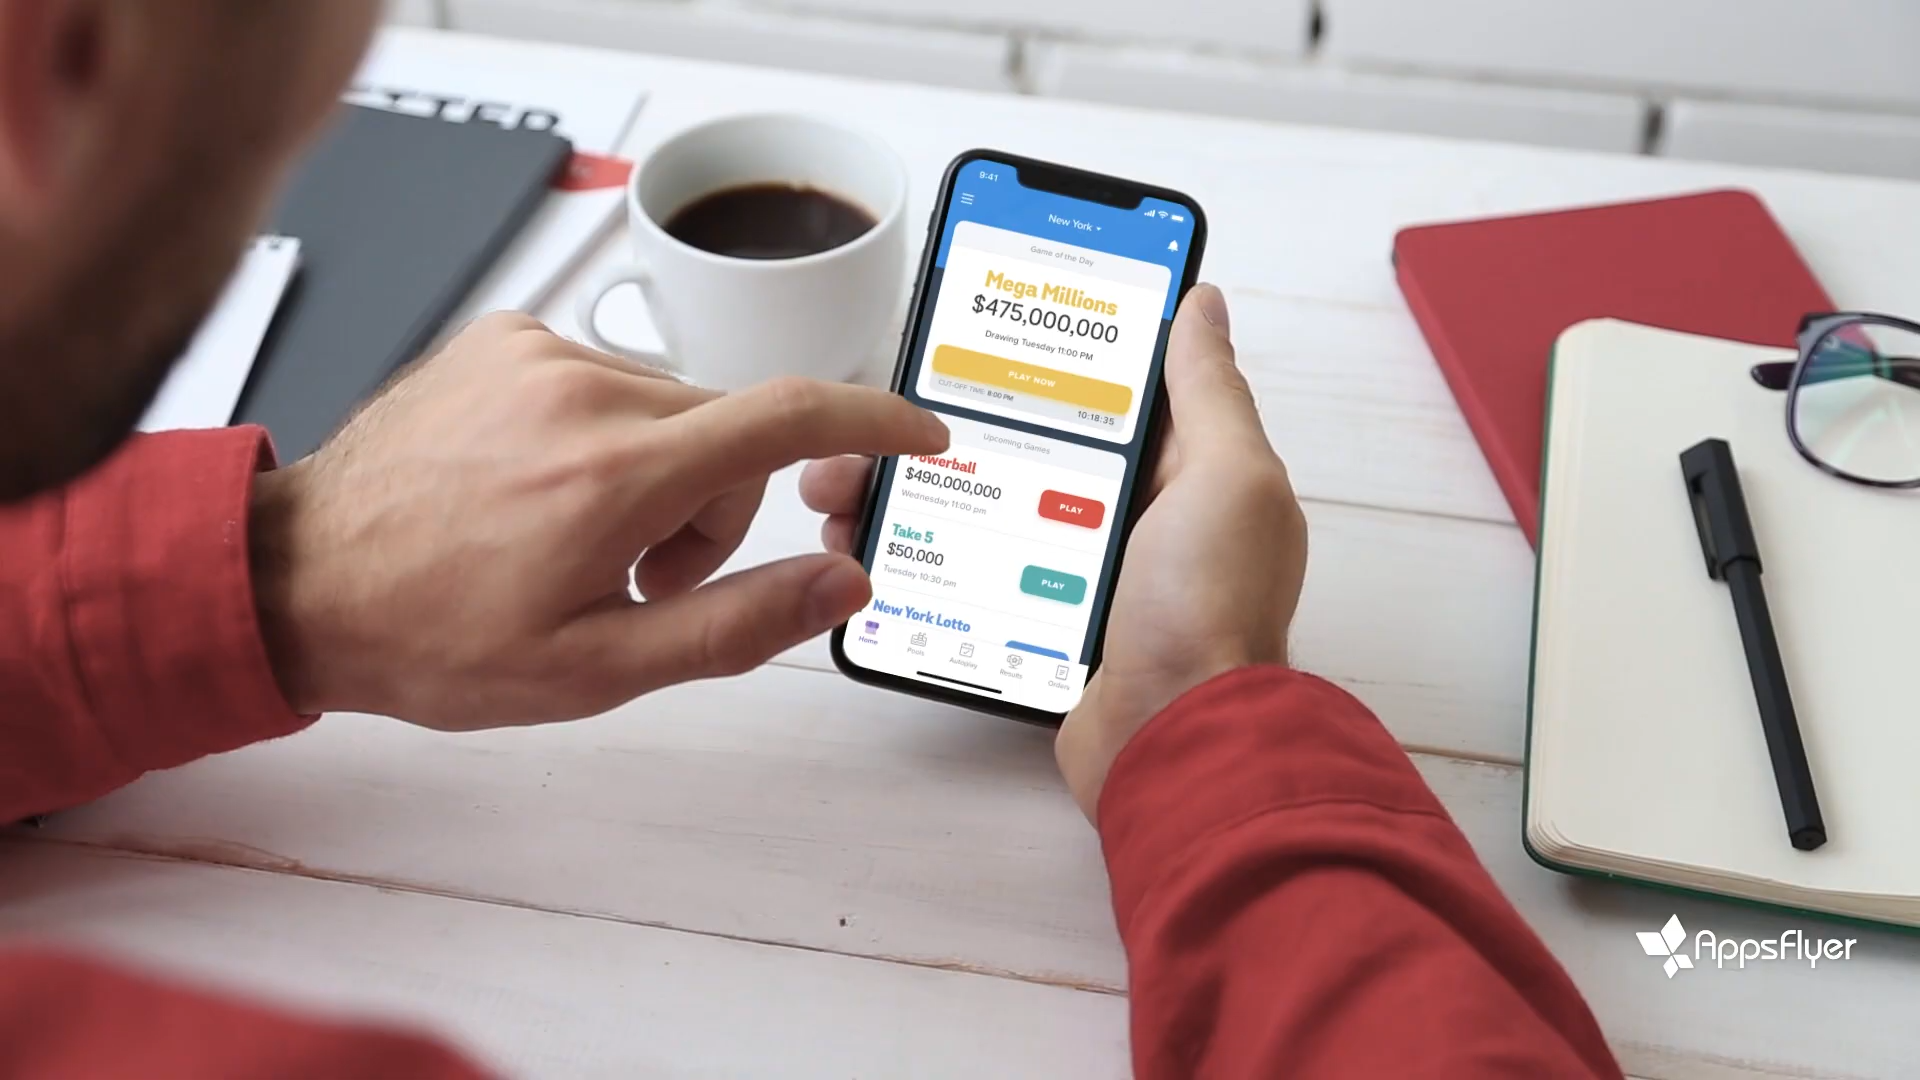 9:41
New York
Game of the Day
Mega Millions
$475,000,000
Drawing Tuesday 11:00 PM
PLAY NOW
CUT-OFF TIME: 8:00 PM
10:18:35
Upcoming Games
Powerball
$490,000,000
Wednesday 11:00 pm
PLAY
Take 5
$50,000
Tuesday 10:30 pm
PLAY
New York Lotto
Home
Pools
Autoplay
Results
Orders
AppsFlyer